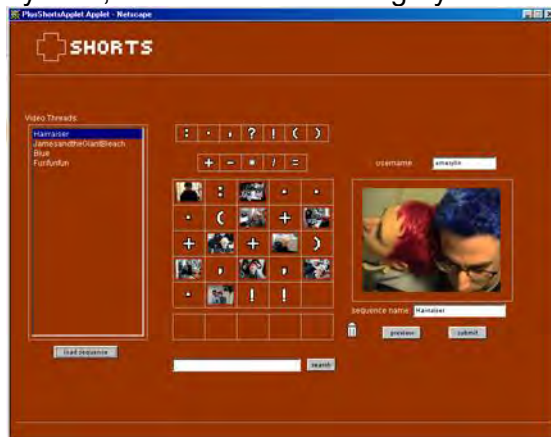 PlusShortsApplet Applet - Netscape
SHORTS
Video Threads:
Hairraiser
JamesandtheGiantBleach
Blue
Funfunfun
: . , ? ! ( )
+ - * / =
username
amasylin
: . .
. ( +
+ + )
, ,
. ! !
sequence name
Hairraiser
load sequence
preview
submit
search